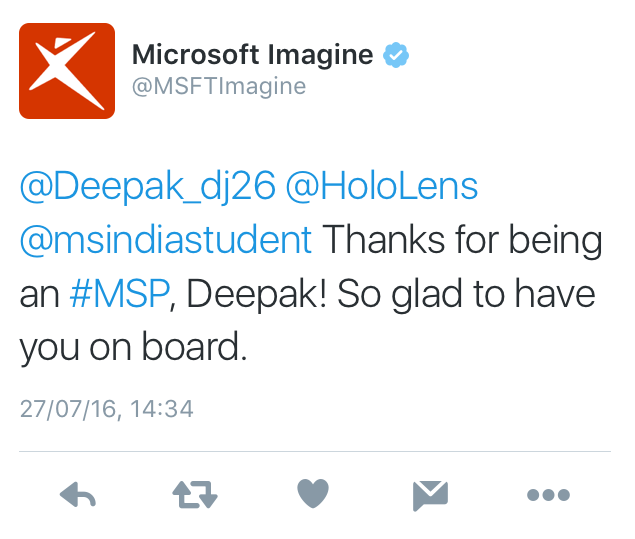 Microsoft Imagine
@MSFTImagine
@Deepak_dj26 @HoloLens
@msindiastudent Thanks for being
an #MSP, Deepak! So glad to have
you on board.
27/07/16, 14:34